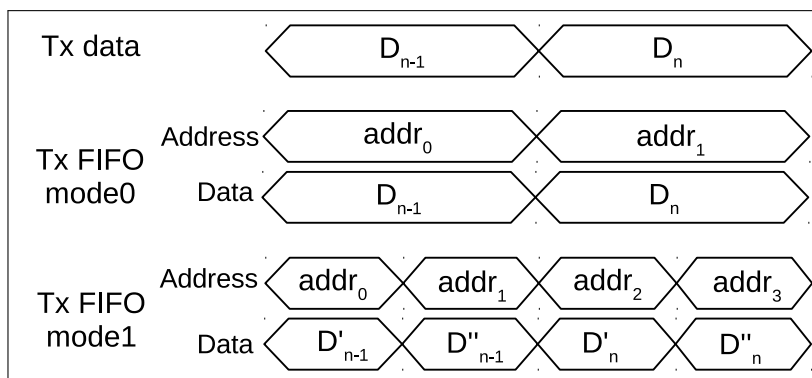 Tx data D_{n-1} D_n
Address addr_0 addr_1
Tx FIFO
mode0
Data D_{n-1} D_n
Address addr_0 addr_1 addr_2 addr_3
Tx FIFO
mode1
Data D'_{n-1} D''_{n-1} D'_n D''_n